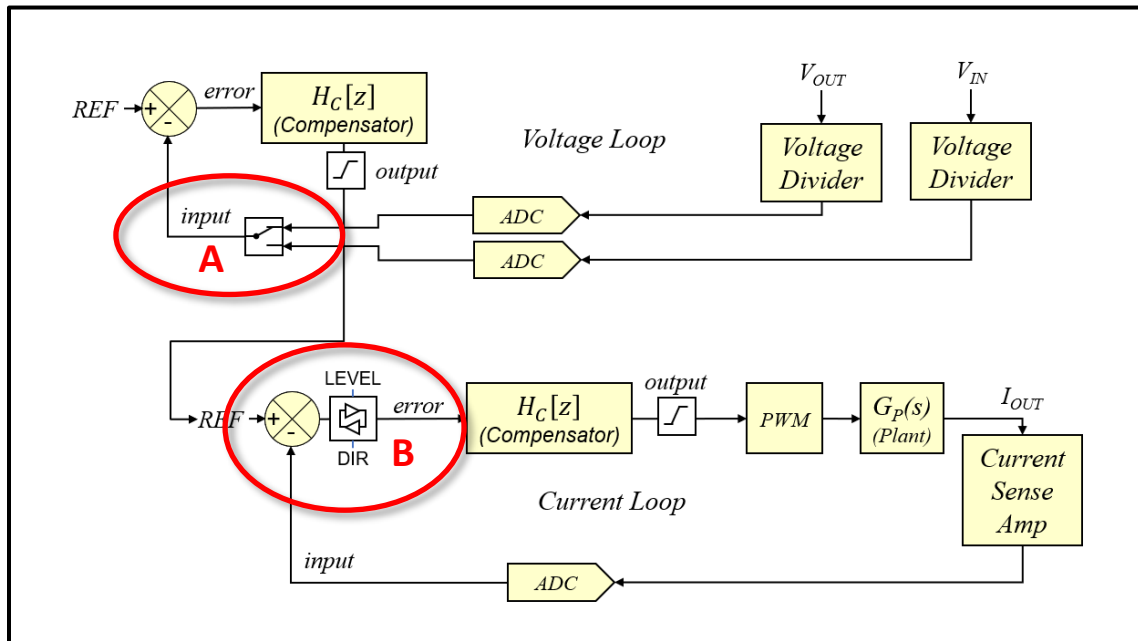 REF
+
-
error
H_C[z]
(Compensator)
output
Voltage Loop
V_OUT
V_IN
Voltage
Divider
Voltage
Divider
input
A
ADC
ADC
REF
+
-
LEVEL
DIR
error
B
H_C[z]
(Compensator)
output
PWM
G_P(s)
(Plant)
I_OUT
Current
Sense
Amp
Current Loop
input
ADC